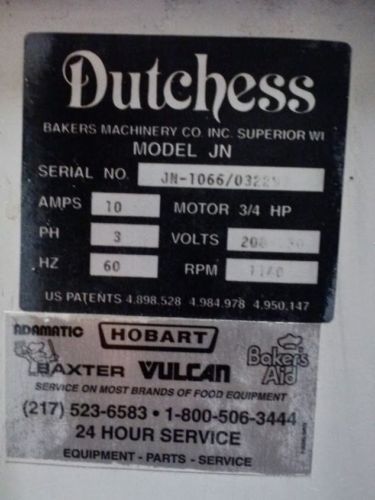 Dutchess
BAKERS MACHINERY CO. INC. SUPERIOR WI
MODEL JN
SERIAL NO.
AMPS 10 MOTOR 3/4 HP
PH 3 VOLTS
HZ 60 RPM 1140
US PATENTS 4.898.528 4.984.978 4.950.147
ADAMATIC HOBART
BAXTER VULCAN Baker's Aid
SERVICE ON MOST BRANDS OF FOOD EQUIPMENT
(217) 523-6583 • 1-800-506-3444
24 HOUR SERVICE
EQUIPMENT - PARTS - SERVICE